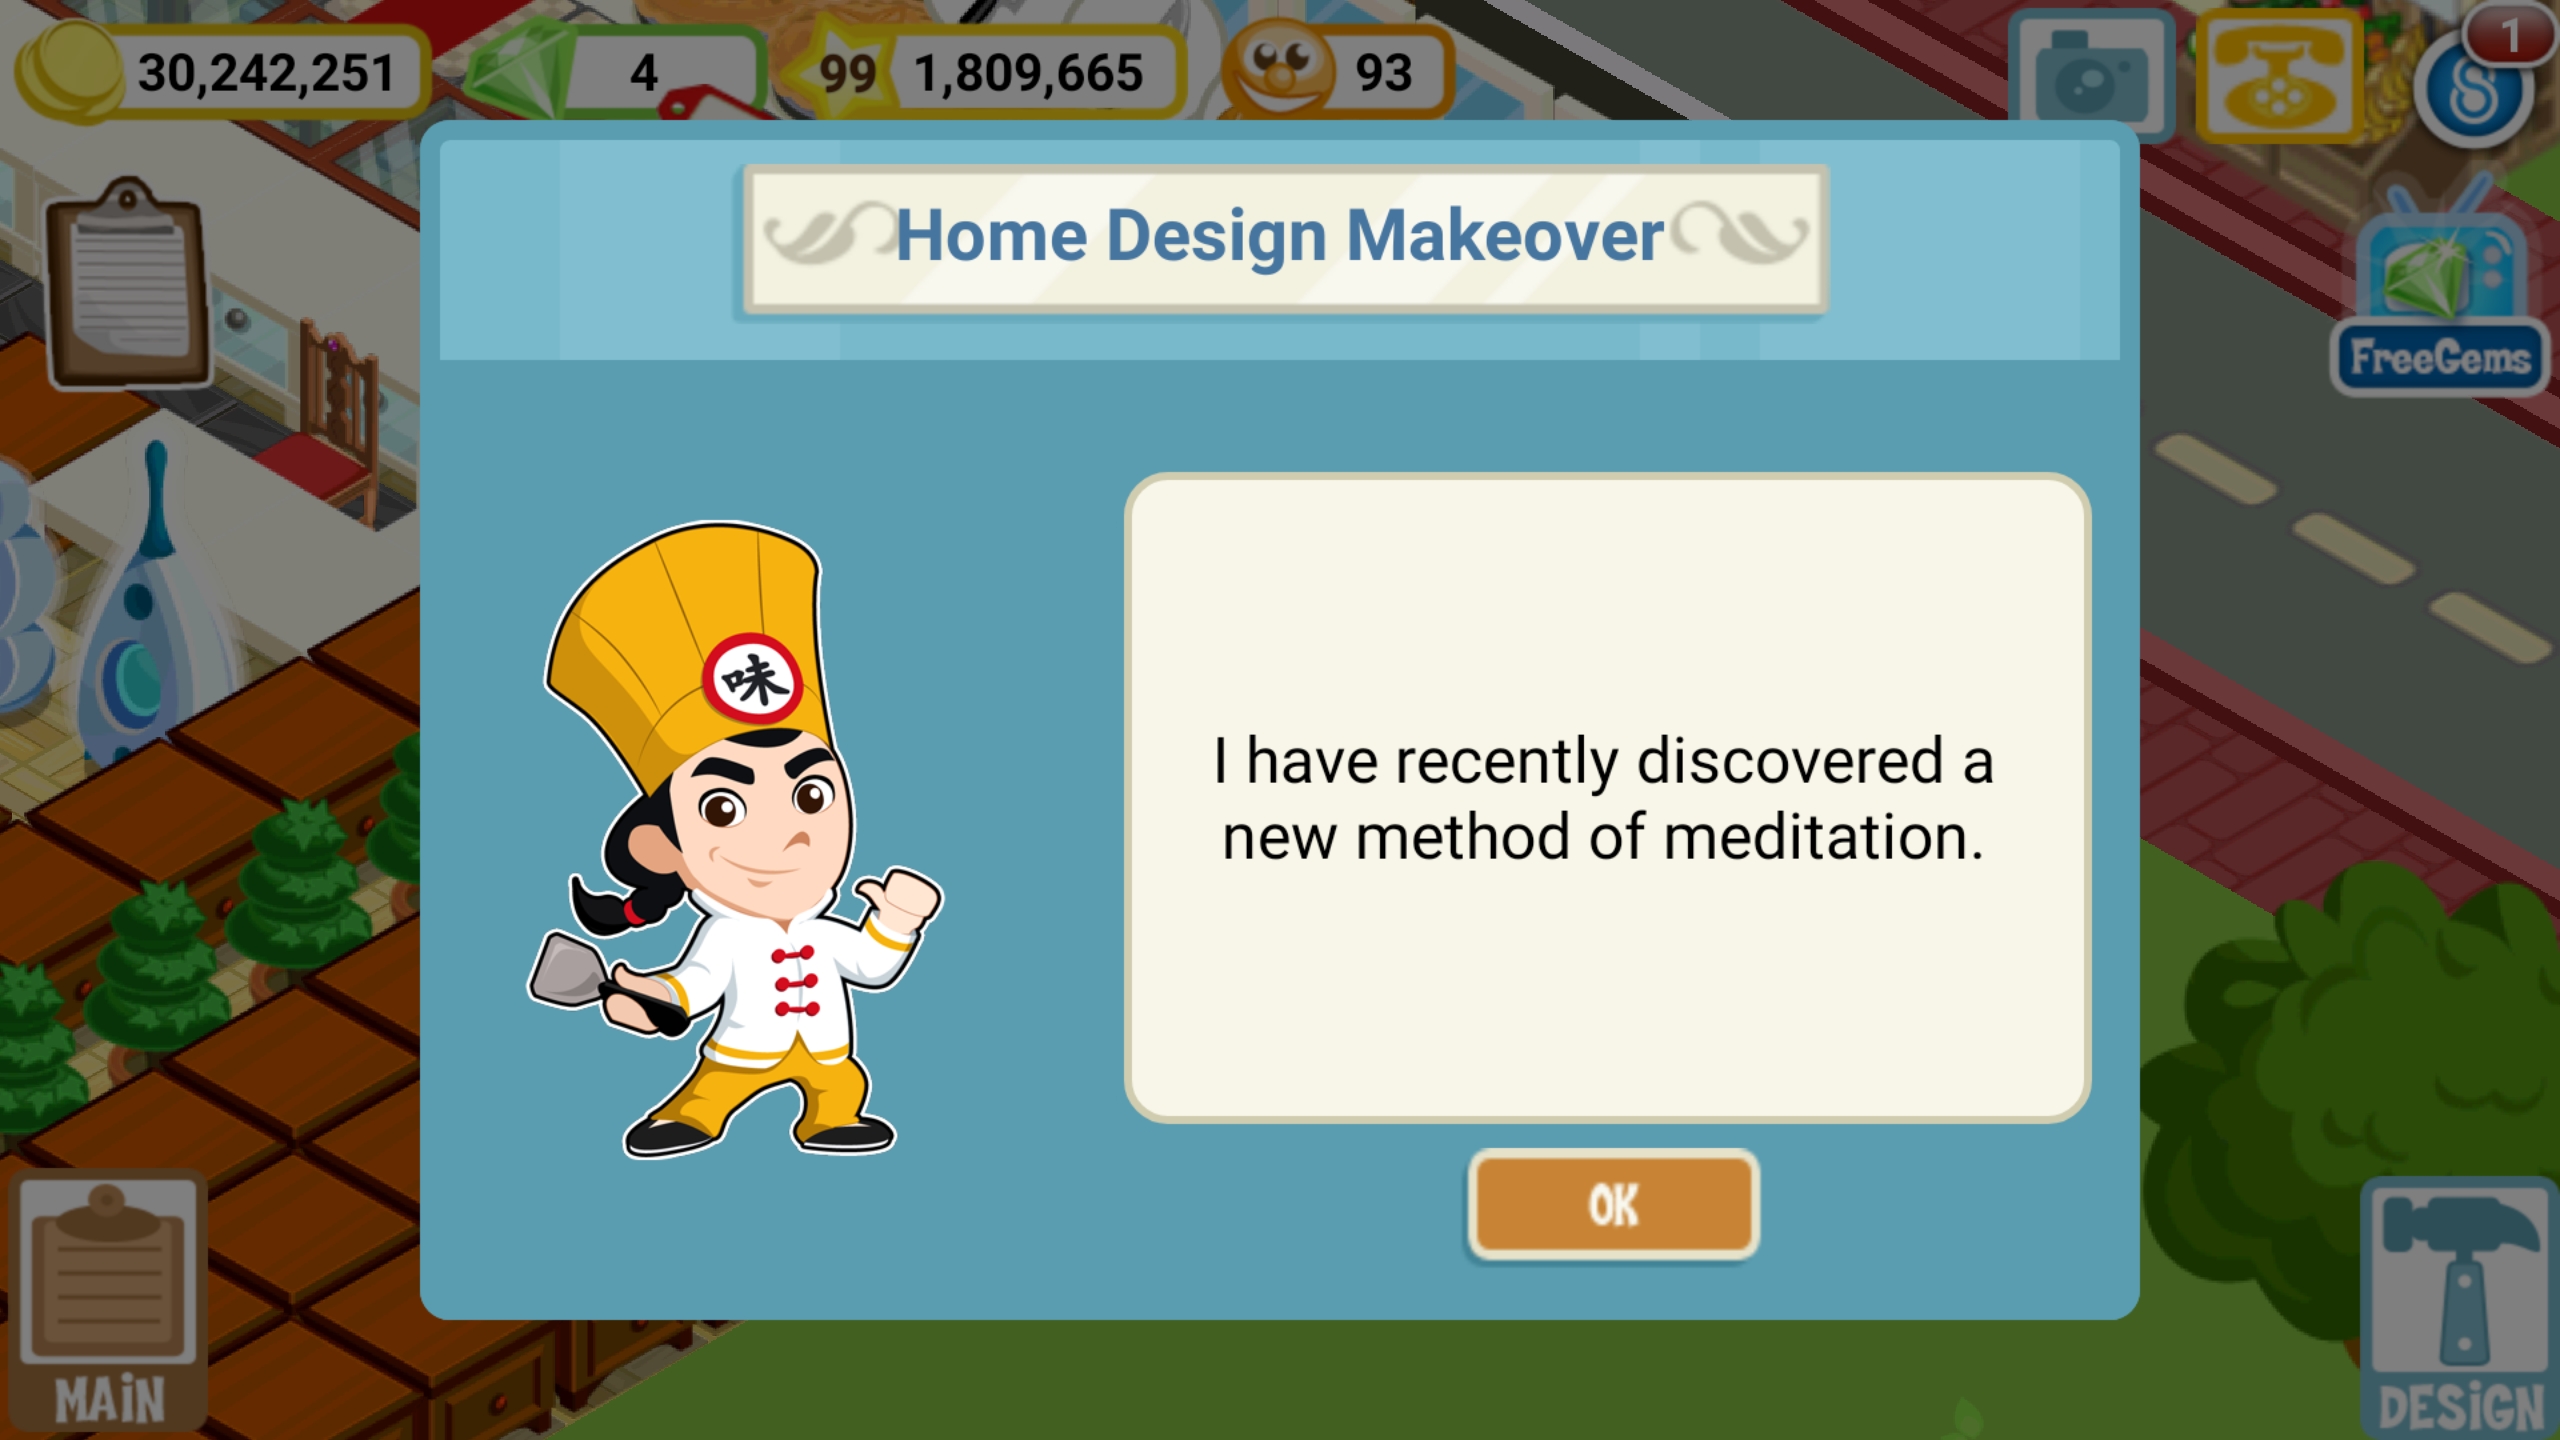 30,242,251
4
99
1,809,665
93
1
Home Design Makeover
FreeGems
味
I have recently discovered a
new method of meditation.
OK
MAiN
DESiGN